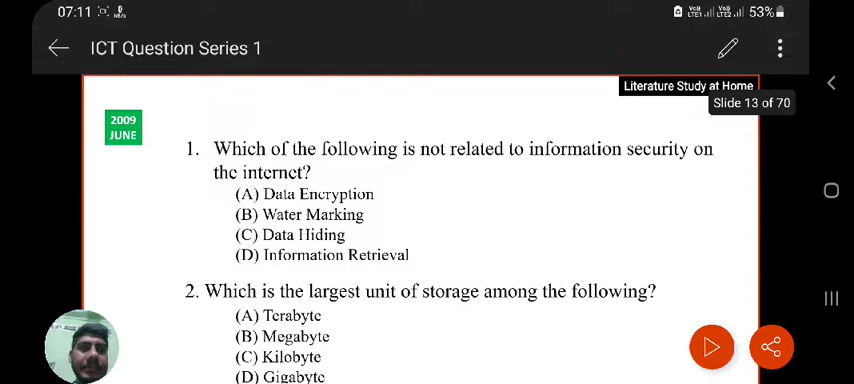 07:11 53%
ICT Question Series 1
Literature Study at Home
Slide 13 of 70
2009
JUNE
1. Which of the following is not related to information security on
the internet?
(A) Data Encryption
(B) Water Marking
(C) Data Hiding
(D) Information Retrieval
2. Which is the largest unit of storage among the following?
(A) Terabyte
(B) Megabyte
(C) Kilobyte
(D) Gigabyte